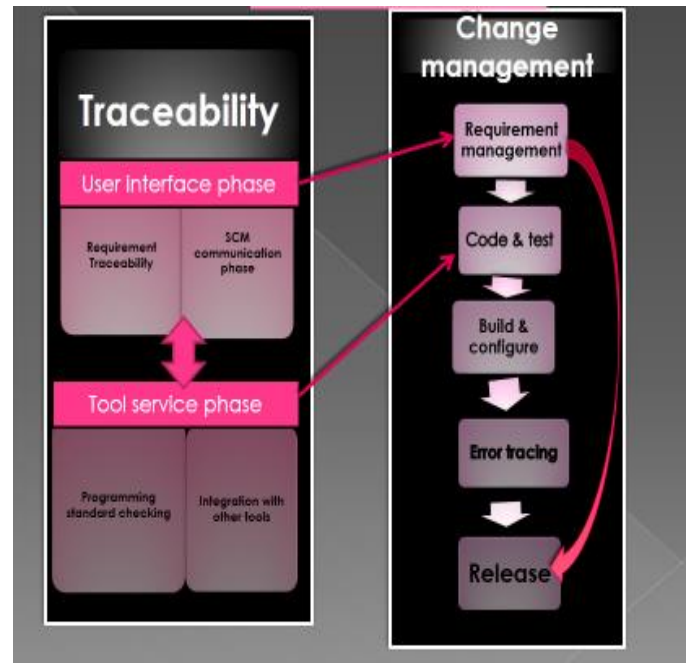 Traceability
User interface phase
Requirement
Traceability
SCM
communication
phase
Tool service phase
Programming
standard checking
Integration with
other tools
Change
management
Requirement
management
Code & test
Build &
configure
Error tracing
Release